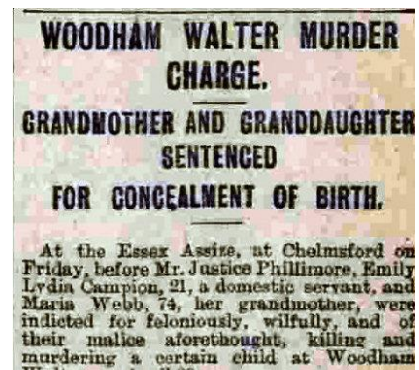 WOODHAM WALTER MURDER
CHARGE.
GRANDMOTHER AND GRANDDAUGHTER
SENTENCED
FOR CONCEALMENT OF BIRTH.
At the Essex Assize, at Chelmsford on
Friday, before Mr. Justice Phillimore, Emily
Lydia Campion, 21, a domestic servant, and
Maria Webb, 74, her grandmother, were
indicted for feloniously, wilfully, and of
their malice aforethought, killing and
murdering a certain child at Woodham